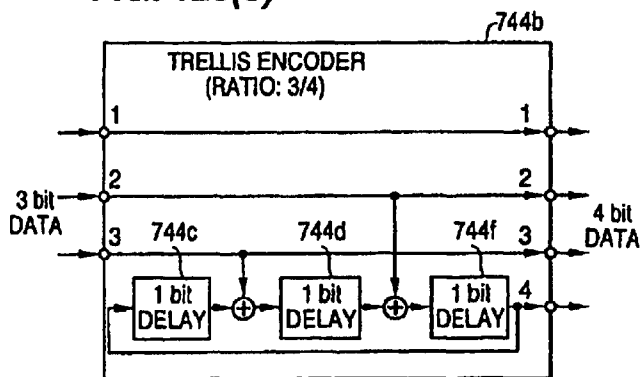 744b
TRELLIS ENCODER
(RATIO: 3/4)
1 1
2 2
3 bit
DATA
4 bit
DATA
3 744c 744d 744f 3
4
1 bit
DELAY
1 bit
DELAY
1 bit
DELAY